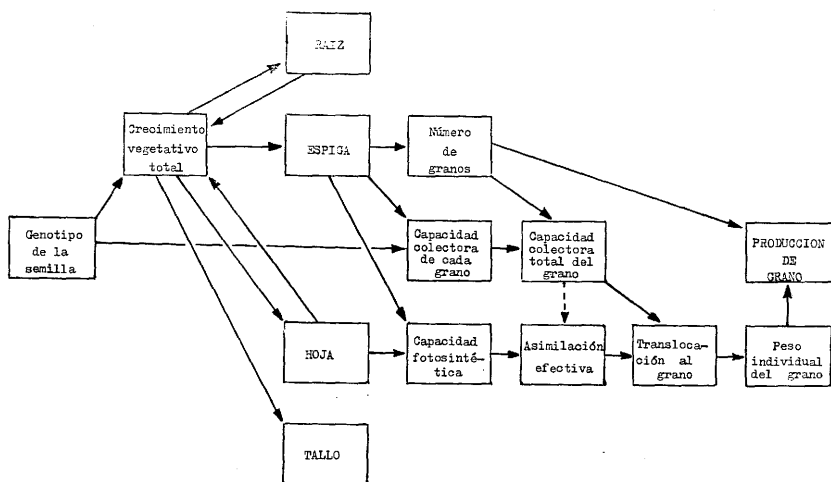 RAIZ
Crecimiento
vegetativo
total
ESPIGA
Número
de
granos
Genotipo
de la
semilla
Capacidad
colectora
de cada
grano
Capacidad
colectora
total del
grano
PRODUCCION
DE
GRANO
HOJA
Capacidad
fotosinté-
tica
Asimilación
efectiva
Transloca-
ción al
grano
Peso
individual
del grano
TALLO